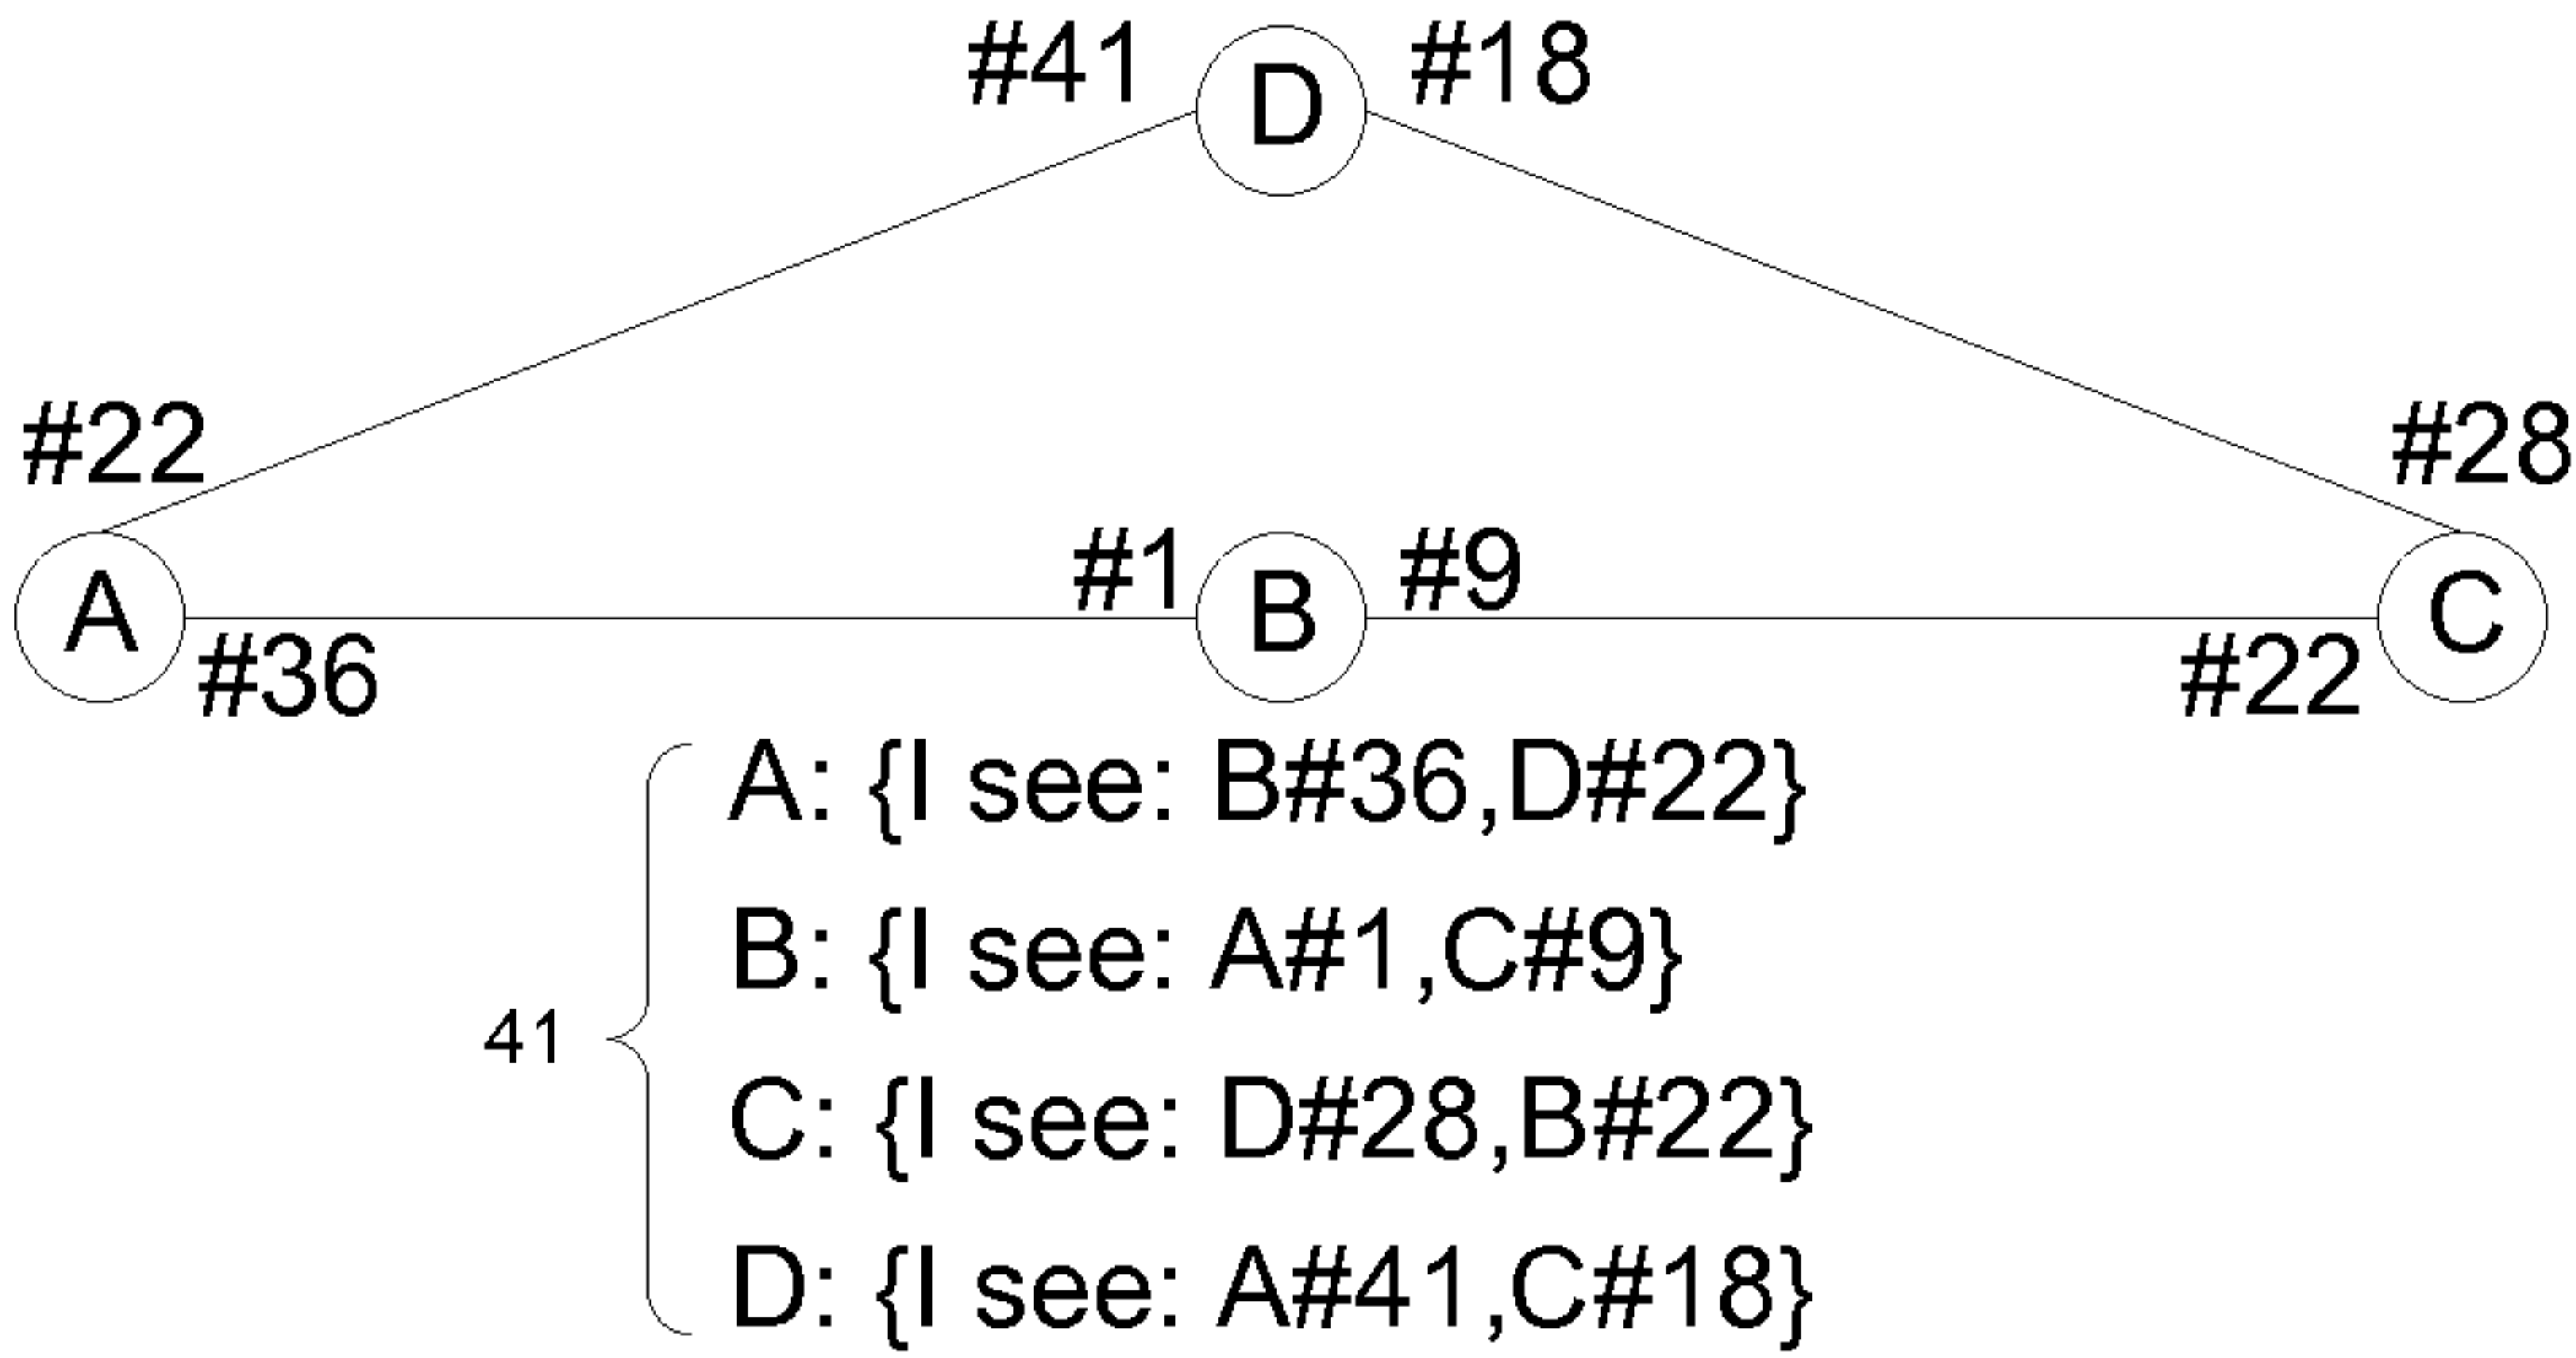 #41 D #18
#22 #28
A #1 B #9 C
#36 #22
A: {I see: B#36,D#22}
B: {I see: A#1,C#9}
41
C: {I see: D#28,B#22}
D: {I see: A#41,C#18}